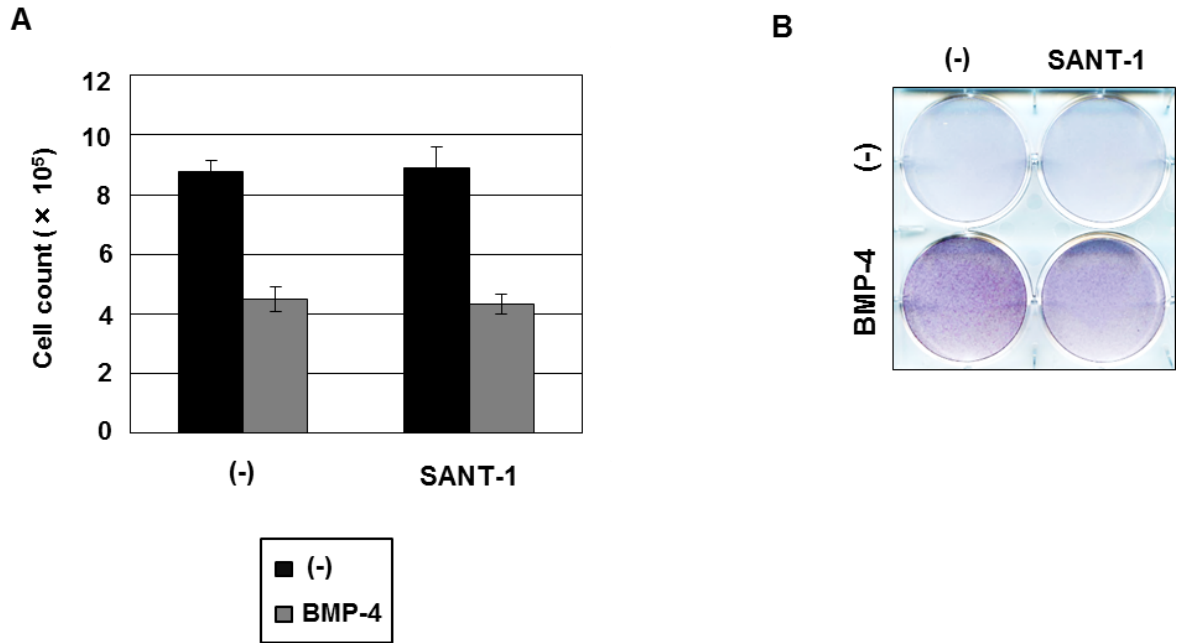 A
12
10
8
6
4
2
0
Cell count ( × 10⁵)
(-) SANT-1
(-)
BMP-4
B
(-) SANT-1
(-)
BMP-4